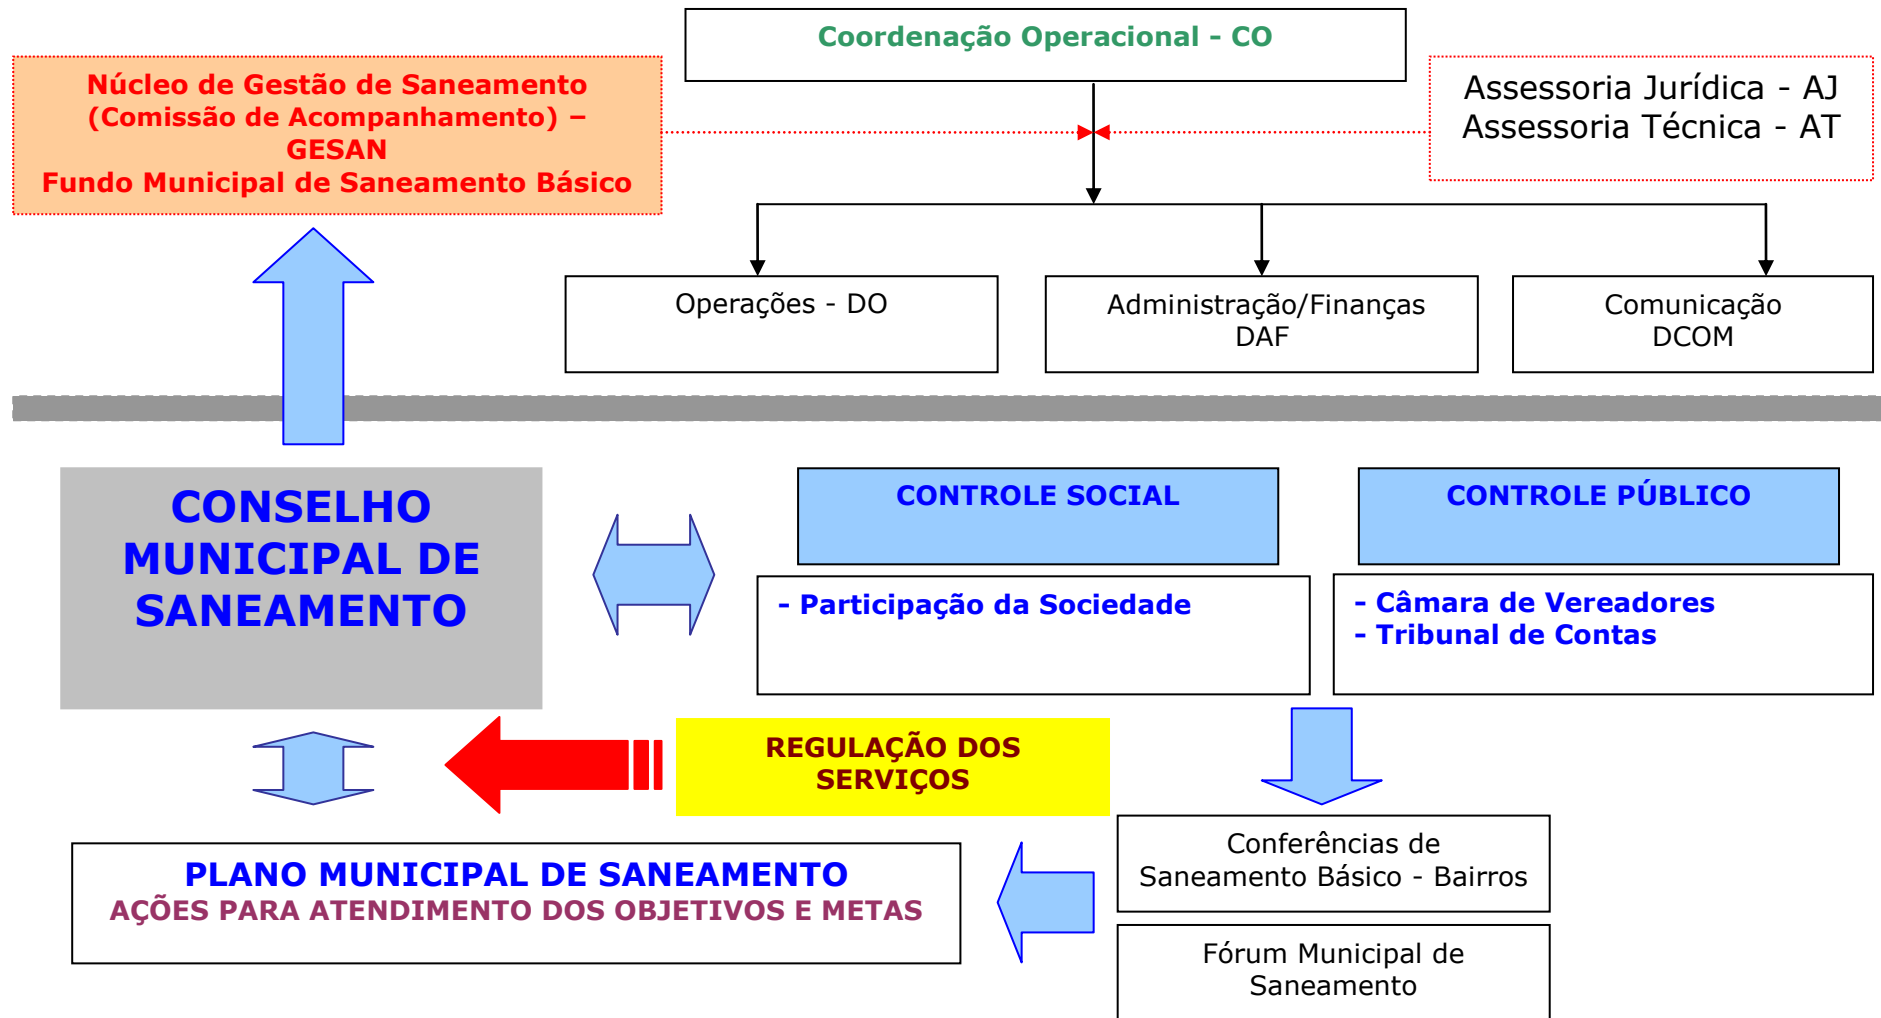 Coordenação Operacional - CO
Núcleo de Gestão de Saneamento
(Comissão de Acompanhamento) –
GESAN
Fundo Municipal de Saneamento Básico
Assessoria Jurídica - AJ
Assessoria Técnica - AT
Operações - DO
Administração/Finanças
DAF
Comunicação
DCOM
CONSELHO
MUNICIPAL DE
SANEAMENTO
CONTROLE SOCIAL
- Participação da Sociedade
CONTROLE PÚBLICO
- Câmara de Vereadores
- Tribunal de Contas
REGULAÇÃO DOS
SERVIÇOS
PLANO MUNICIPAL DE SANEAMENTO
AÇÕES PARA ATENDIMENTO DOS OBJETIVOS E METAS
Conferências de
Saneamento Básico - Bairros
Fórum Municipal de
Saneamento